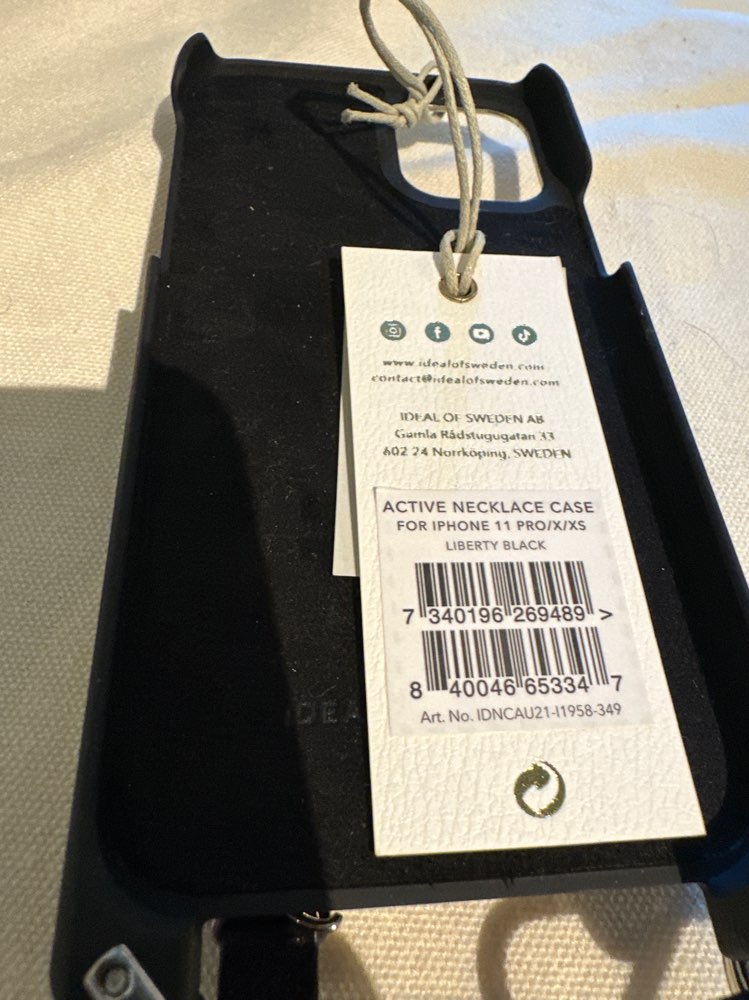 www.idealofsweden.com
contact@idealofsweden.com
IDEAL OF SWEDEN AB
Gamla Rådstugugatan 33
602 24 Norrköping, SWEDEN
ACTIVE NECKLACE CASE
FOR IPHONE 11 PRO/X/XS
LIBERTY BLACK
7 340196 269489 >
8 40046 65334 7
Art. No. IDNCAU21-I1958-349
IDEA